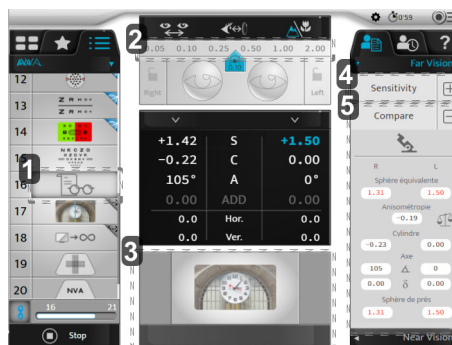 0'59
?
Far Vision
2
0.05 0.10 0.25 0.50 1.00 2.00
0.10
Right
Left
12
13
14
15
16
17
18
19
20 NVA
1
16 21
Stop
+1.42 S +1.50
-0.22 C 0.00
105° A 0°
0.00 ADD 0.00
0.0 Hor. 0.0
0.0 Ver. 0.0
3
4
Sensitivity
5
Compare
R L
Sphère équivalente
1.31 1.50
Anisométropie
-0.19
Cylindre
-0.23 0.00
Axe
105 0
0.00 δ 0.00
Sphère de près
1.31 1.50
Near Vision